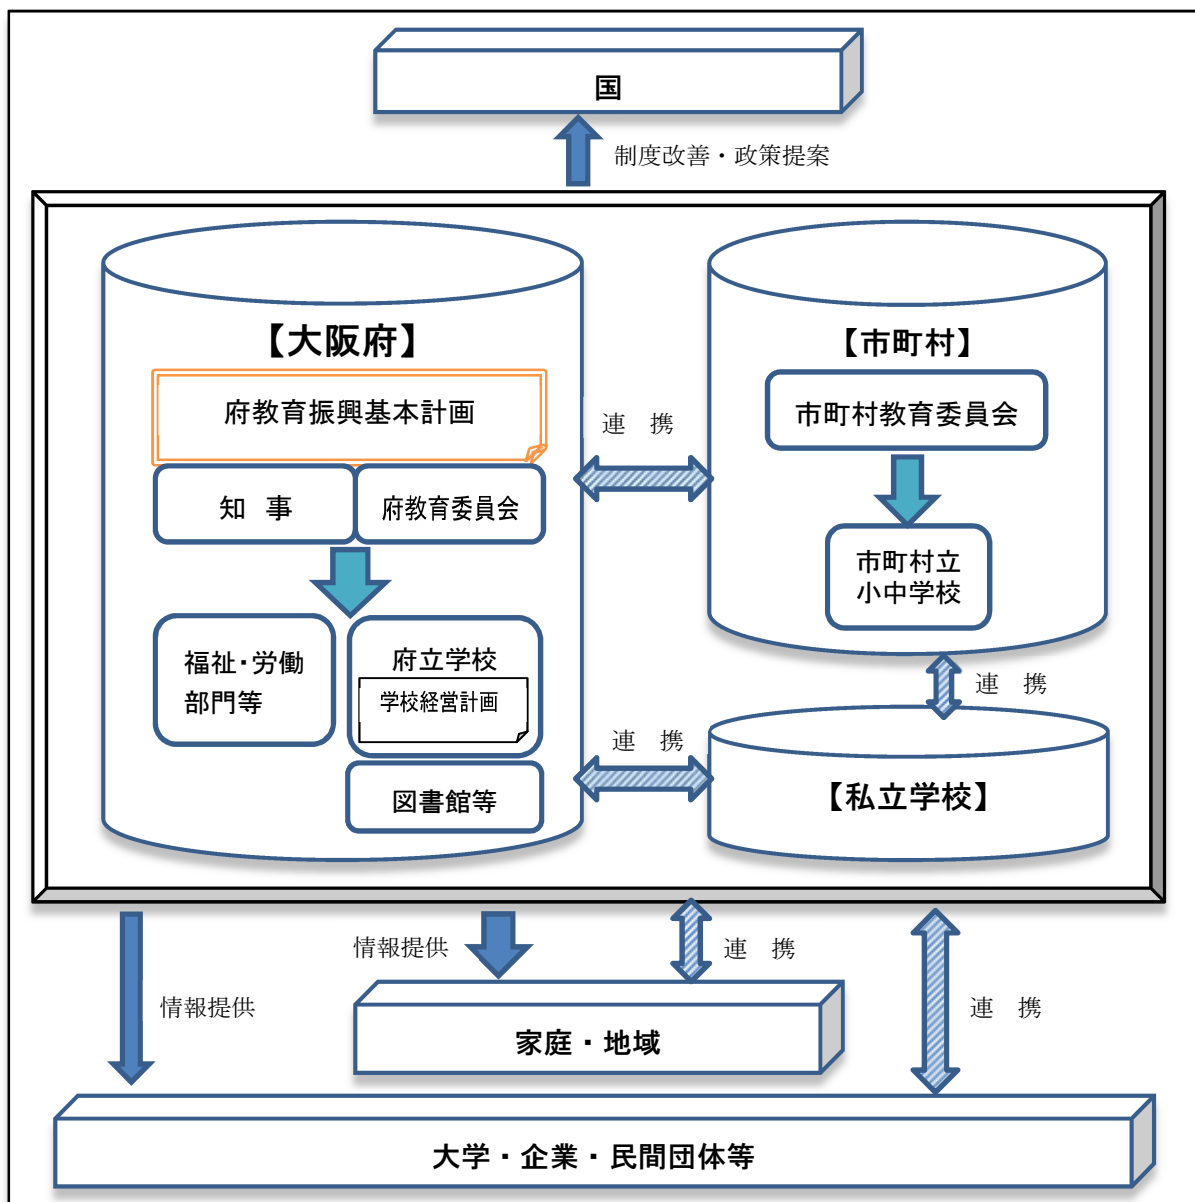 国
制度改善・政策提案
【大阪府】
府教育振興基本計画
知　事
府教育委員会
福祉・労働
部門等
府立学校
学校経営計画
図書館等
連　携
【市町村】
市町村教育委員会
市町村立
小中学校
連　携
連　携
【私立学校】
情報提供
情報提供
連　携
連　携
家庭・地域
大学・企業・民間団体等